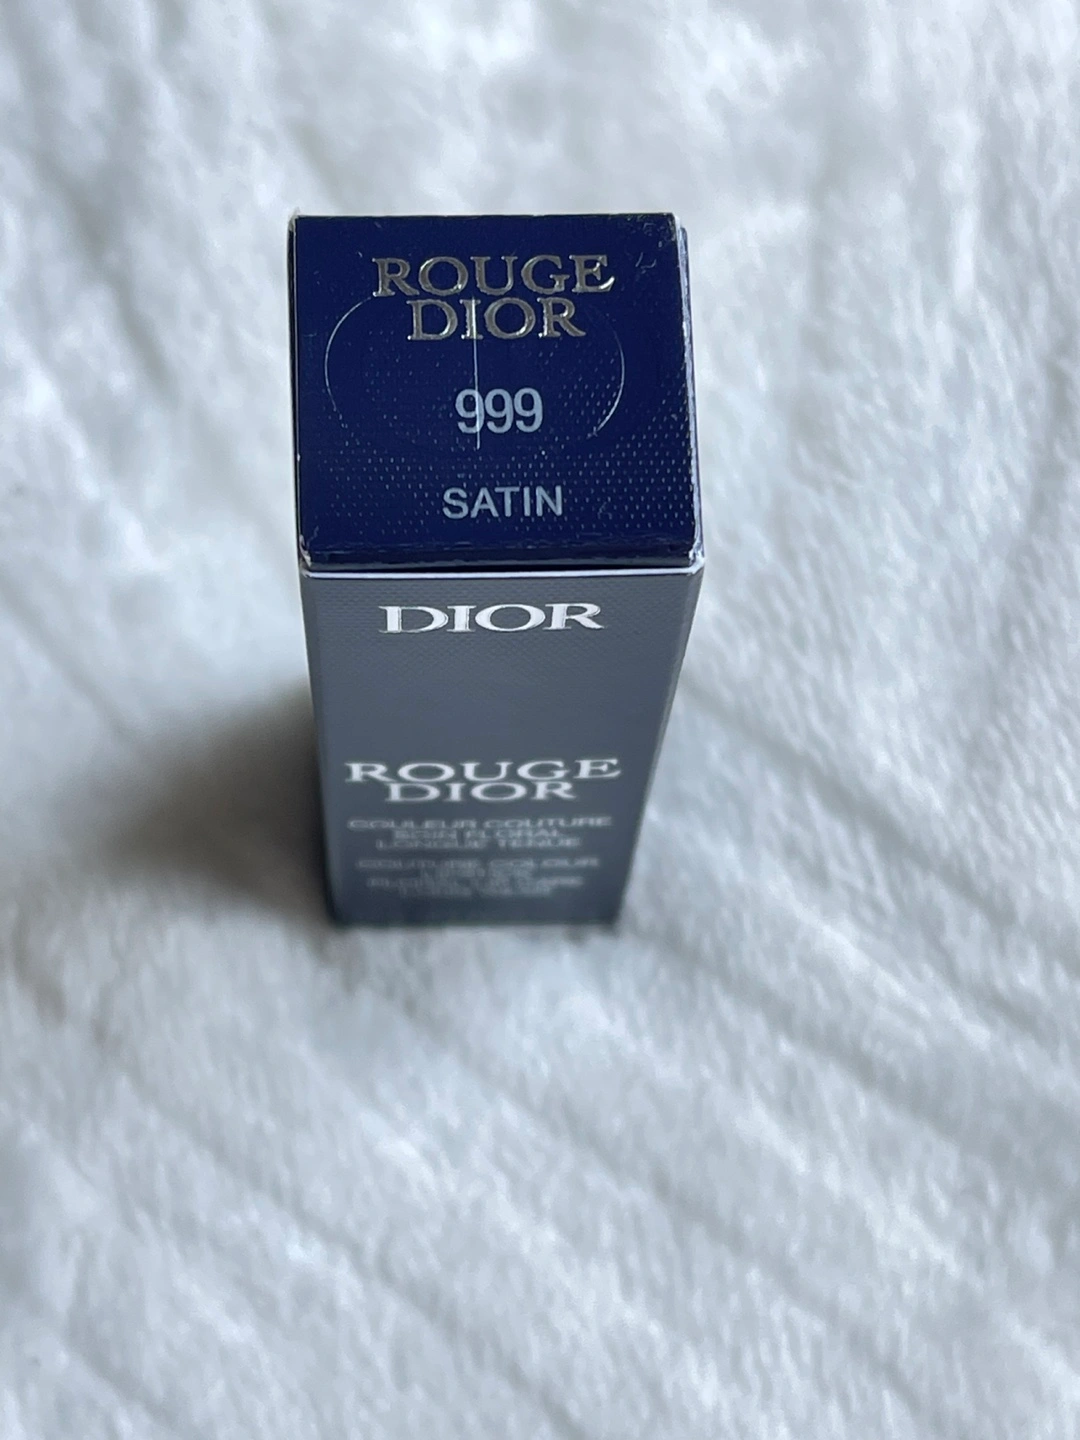 ROUGE
DIOR
999
SATIN
DIOR
ROUGE
DIOR
COULEUR COUTURE
SOIN FLORAL
LONGUE TENUE
COUTURE COLOUR